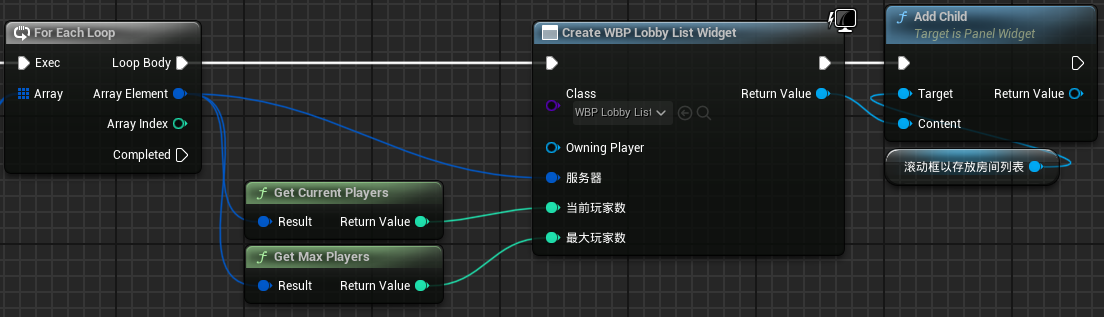 For Each Loop
Exec
Loop Body
Array
Array Element
Array Index
Completed
Get Current Players
Result
Return Value
Get Max Players
Result
Return Value
Create WBP Lobby List Widget
Class
WBP Lobby List
Return Value
Owning Player
服务器
当前玩家数
最大玩家数
Add Child
Target is Panel Widget
Target
Return Value
Content
滚动框以存放房间列表